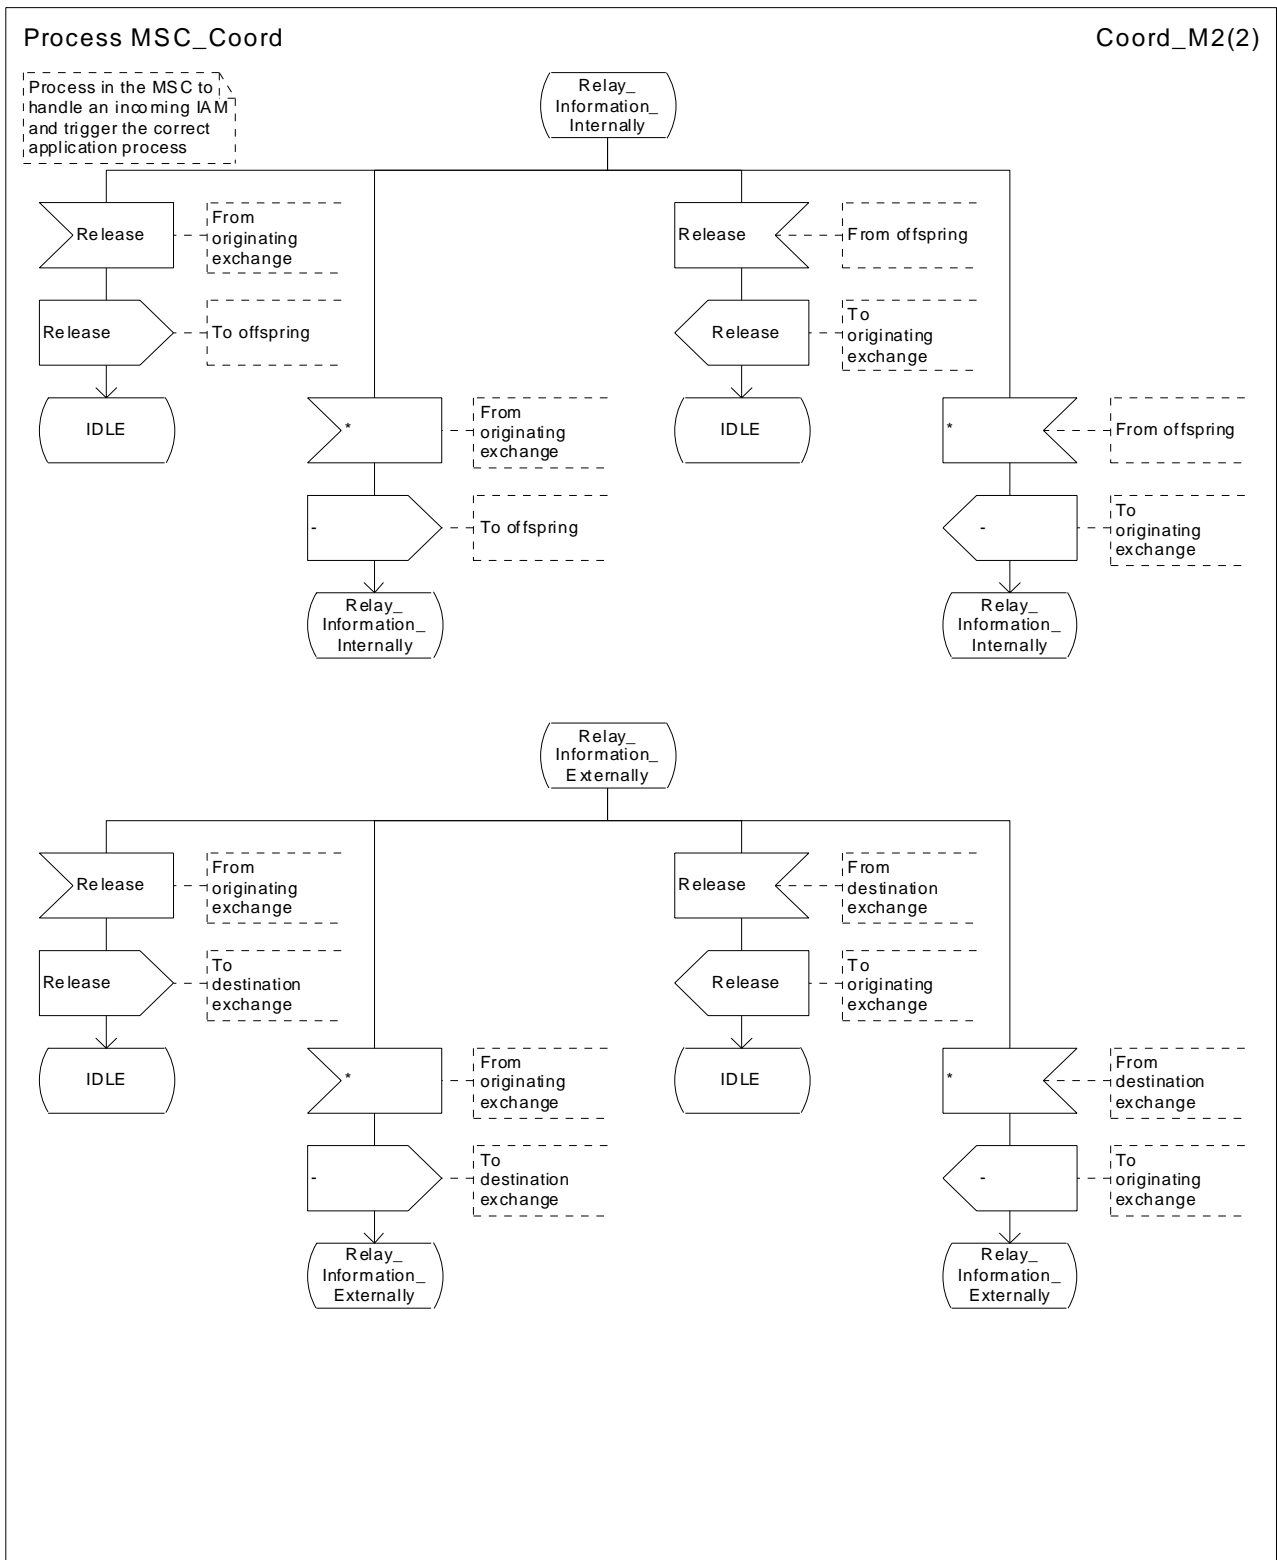 Process MSC_Coord
Coord_M2(2)
Process in the MSC to
handle an incoming IAM
and trigger the correct
application process
Relay_
Information_
Internally
Release
From
originating
exchange
Release
From offspring
Release
To offspring
Release
To
originating
exchange
IDLE
*
From
originating
exchange
IDLE
*
From offspring
-
To offspring
-
To
originating
exchange
Relay_
Information_
Internally
Relay_
Information_
Internally
Relay_
Information_
Externally
Release
From
originating
exchange
Release
From
destination
exchange
Release
To
destination
exchange
Release
To
originating
exchange
IDLE
*
From
originating
exchange
IDLE
*
From
destination
exchange
-
To
destination
exchange
-
To
originating
exchange
Relay_
Information_
Externally
Relay_
Information_
Externally